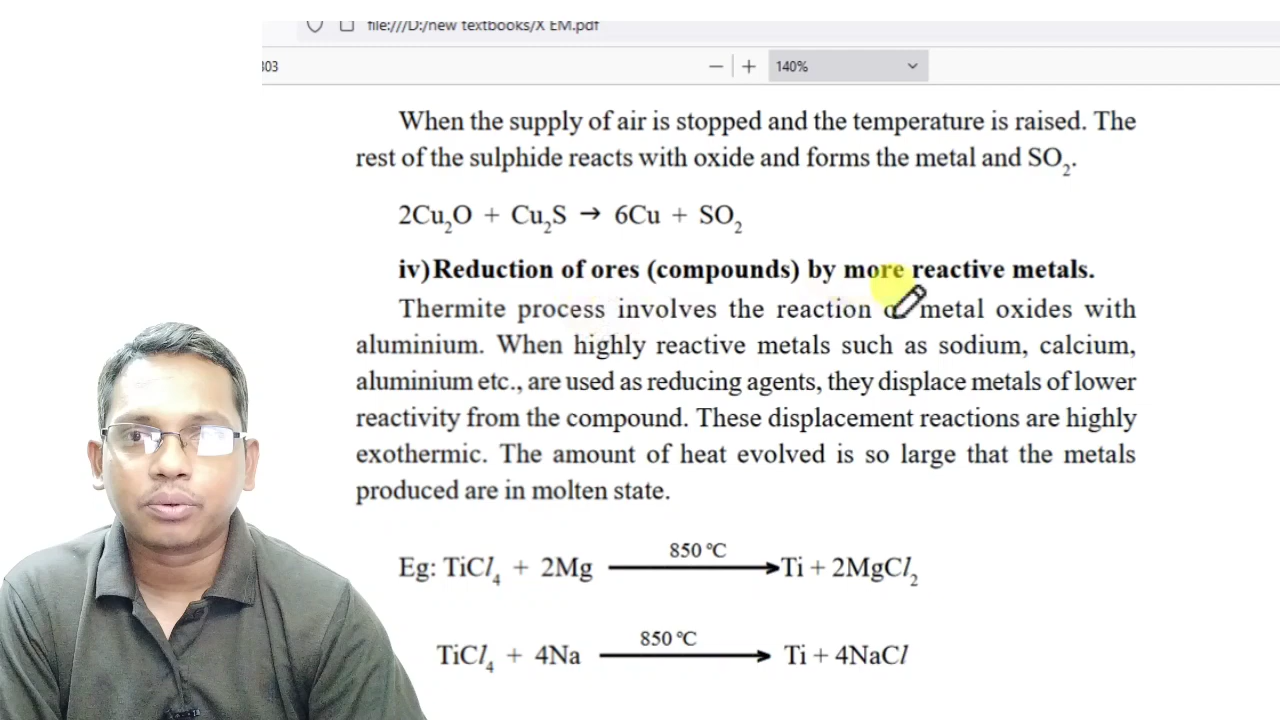 file:///D:/new textbooks/X EM.pdf
303
140%
When the supply of air is stopped and the temperature is raised. The
rest of the sulphide reacts with oxide and forms the metal and SO₂.
2Cu₂O + Cu₂S → 6Cu + SO₂
iv)Reduction of ores (compounds) by more reactive metals.
Thermite process involves the reaction metal oxides with
aluminium. When highly reactive metals such as sodium, calcium,
aluminium etc., are used as reducing agents, they displace metals of lower
reactivity from the compound. These displacement reactions are highly
exothermic. The amount of heat evolved is so large that the metals
produced are in molten state.
850 °C
Eg: TiCl₄ + 2Mg ⟶ Ti + 2MgCl₂
850 °C
TiCl₄ + 4Na ⟶ Ti + 4NaCl